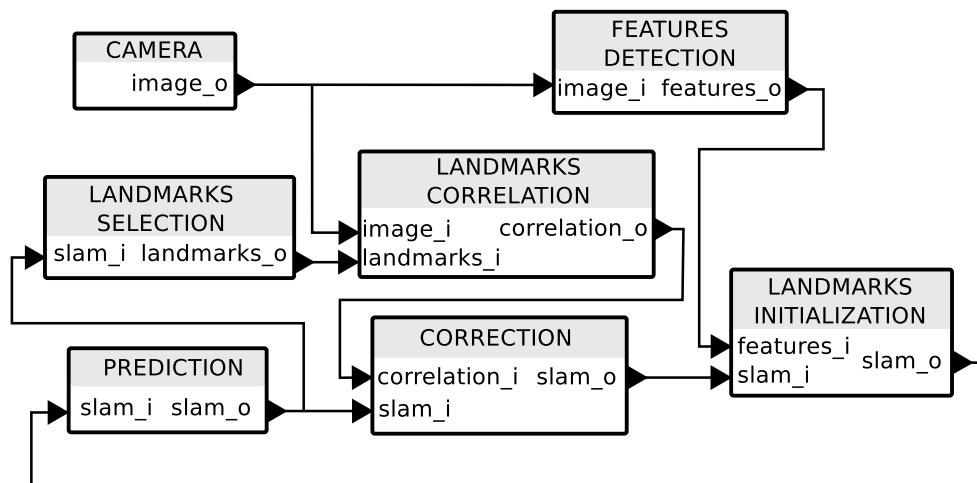 CAMERA
image_o
FEATURES
DETECTION
image_i features_o
LANDMARKS
CORRELATION
image_i correlation_o
landmarks_i
LANDMARKS
SELECTION
slam_i landmarks_o
LANDMARKS
INITIALIZATION
features_i
slam_o
slam_i
CORRECTION
correlation_i slam_o
slam_i
PREDICTION
slam_i slam_o